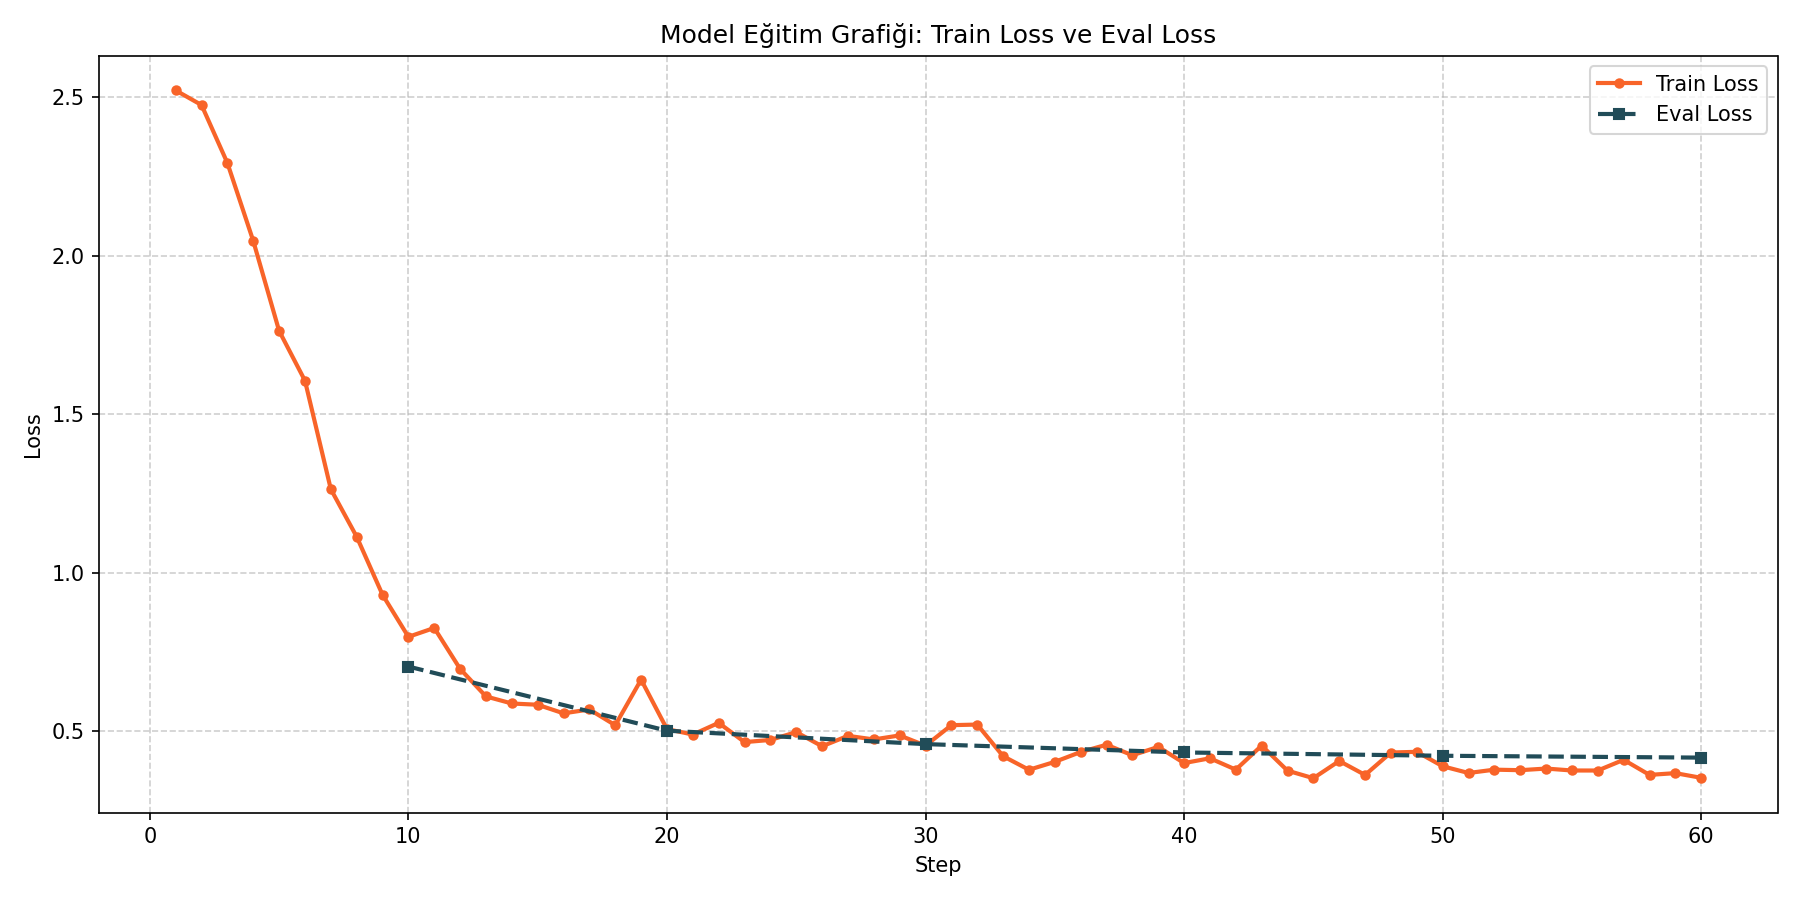 Model Eğitim Grafiği: Train Loss ve Eval Loss
Train Loss
Eval Loss
2.5
2.0
1.5
1.0
0.5
Loss
0 10 20 30 40 50 60
Step